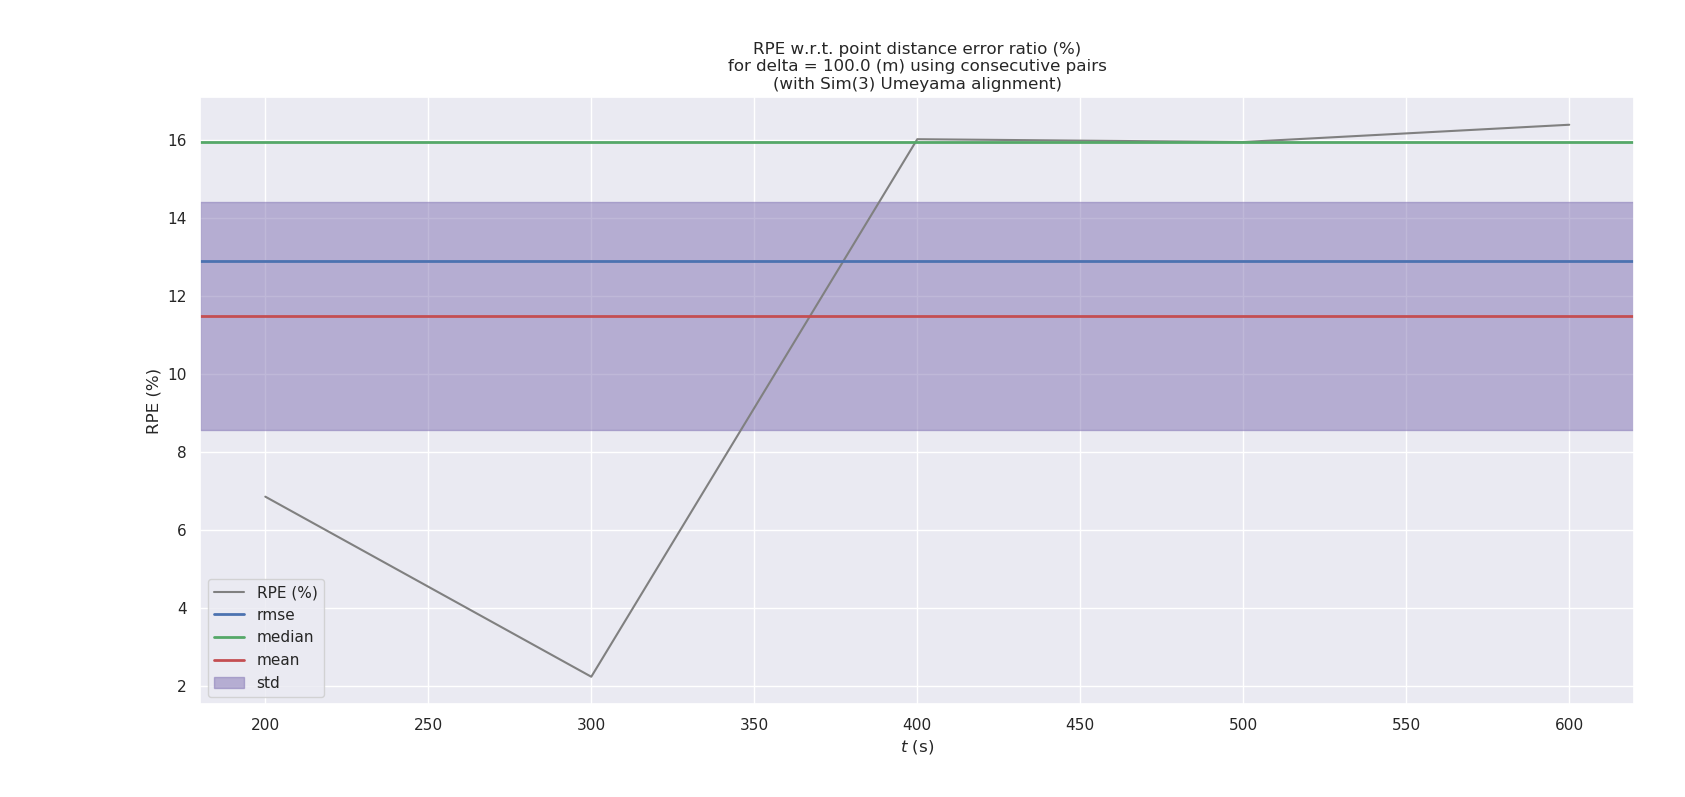 RPE w.r.t. point distance error ratio (%)
for delta = 100.0 (m) using consecutive pairs
(with Sim(3) Umeyama alignment)
16
14
12
10
8
6
4
2
RPE (%)
RPE (%)
rmse
median
mean
std
200 250 300 350 400 450 500 550 600
t (s)